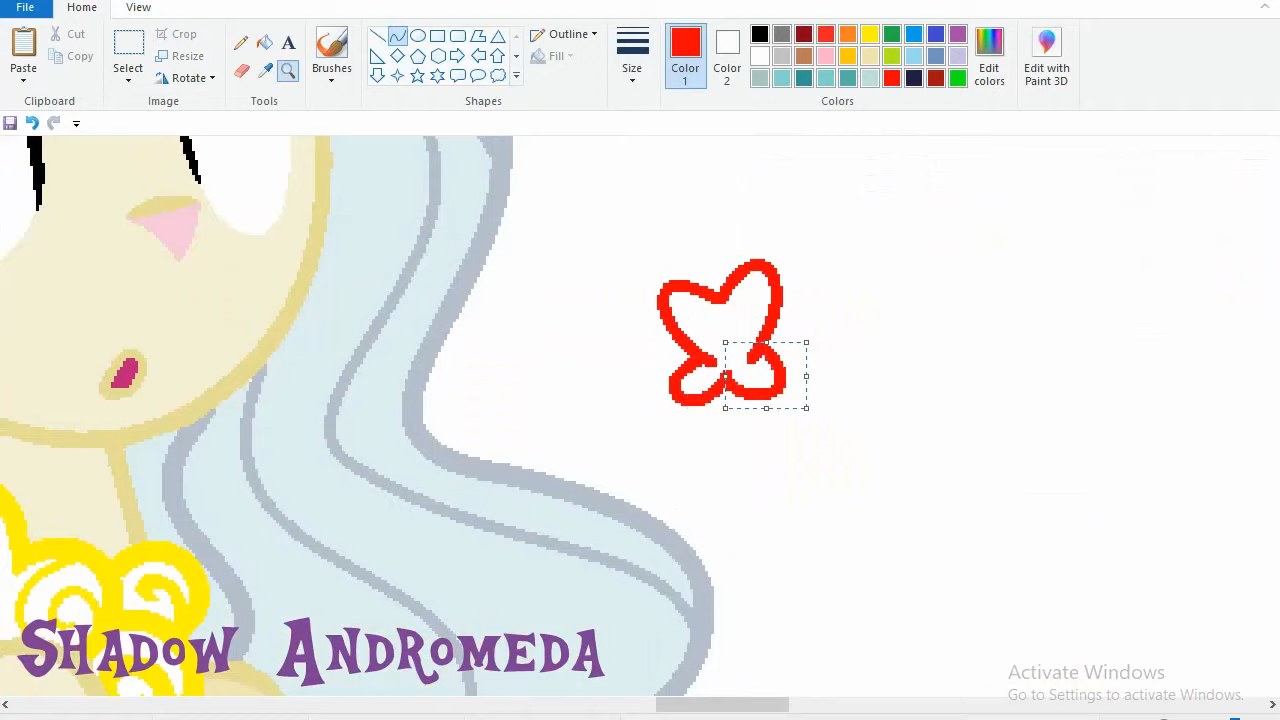 File Home View
Paste Cut Copy Clipboard
Select Crop Resize Rotate Image
Tools
Brushes
Shapes
Outline Fill
Size
Color 1 Color 2 Edit colors Colors
Edit with Paint 3D
SHADOW ANDROMEDA
Activate Windows
Go to Settings to activate Windows.